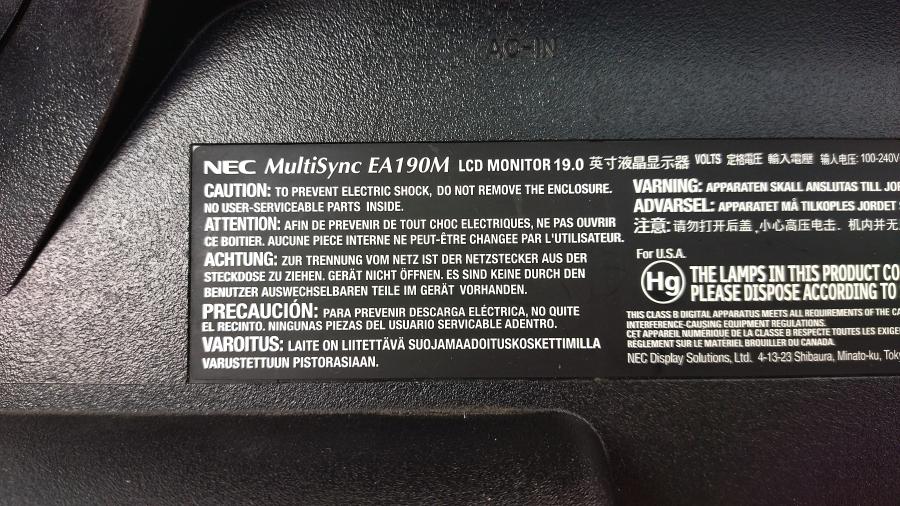 AC-IN
NEC MultiSync EA190M LCD MONITOR 19.0 英寸液晶显示器 VOLTS 定格電圧 輸入電壓 输入电压: 100-240V
CAUTION: TO PREVENT ELECTRIC SHOCK, DO NOT REMOVE THE ENCLOSURE.
NO USER-SERVICEABLE PARTS INSIDE.
ATTENTION: AFIN DE PREVENIR DE TOUT CHOC ELECTRIQUES, NE PAS OUVRIR
CE BOITIER. AUCUNE PIECE INTERNE NE PEUT-ÊTRE CHANGEE PAR L'UTILISATEUR.
ACHTUNG: ZUR TRENNUNG VOM NETZ IST DER NETZSTECKER AUS DER
STECKDOSE ZU ZIEHEN. GERÄT NICHT ÖFFNEN. ES SIND KEINE DURCH DEN
BENUTZER AUSWECHSELBAREN TEILE IM GERÄT VORHANDEN.
PRECAUCIÓN: PARA PREVENIR DESCARGA ELÉCTRICA, NO QUITE
EL RECINTO. NINGUNAS PIEZAS DEL USUARIO SERVICABLE ADENTRO.
VAROITUS: LAITE ON LIITETTÄVÄ SUOJAMAADOITUSKOSKETTIMILLA
VARUSTETTUUN PISTORASIAAN.
VARNING: APPARATEN SKALL ANSLUTAS TILL
ADVARSEL: APPARATET MÅ TILKOPLES JORDET
注意: 请勿打开后盖,小心高压电击. 机内并无
For U.S.A.
Hg THE LAMPS IN THIS PRODUCT
PLEASE DISPOSE ACCORDING TO
THIS CLASS B DIGITAL APPARATUS MEETS ALL REQUIREMENTS OF THE
INTERFERENCE-CAUSING EQUIPMENT REGULATIONS.
CET APPAREIL NUMERIQUE DE LA CLASSE B RESPECTE TOUTES LES
RÉGLEMENT SUR LE MATÉRIEL BROUILLER DU CANADA.
NEC Display Solutions, Ltd. 4-13-23 Shibaura, Minato-ku,